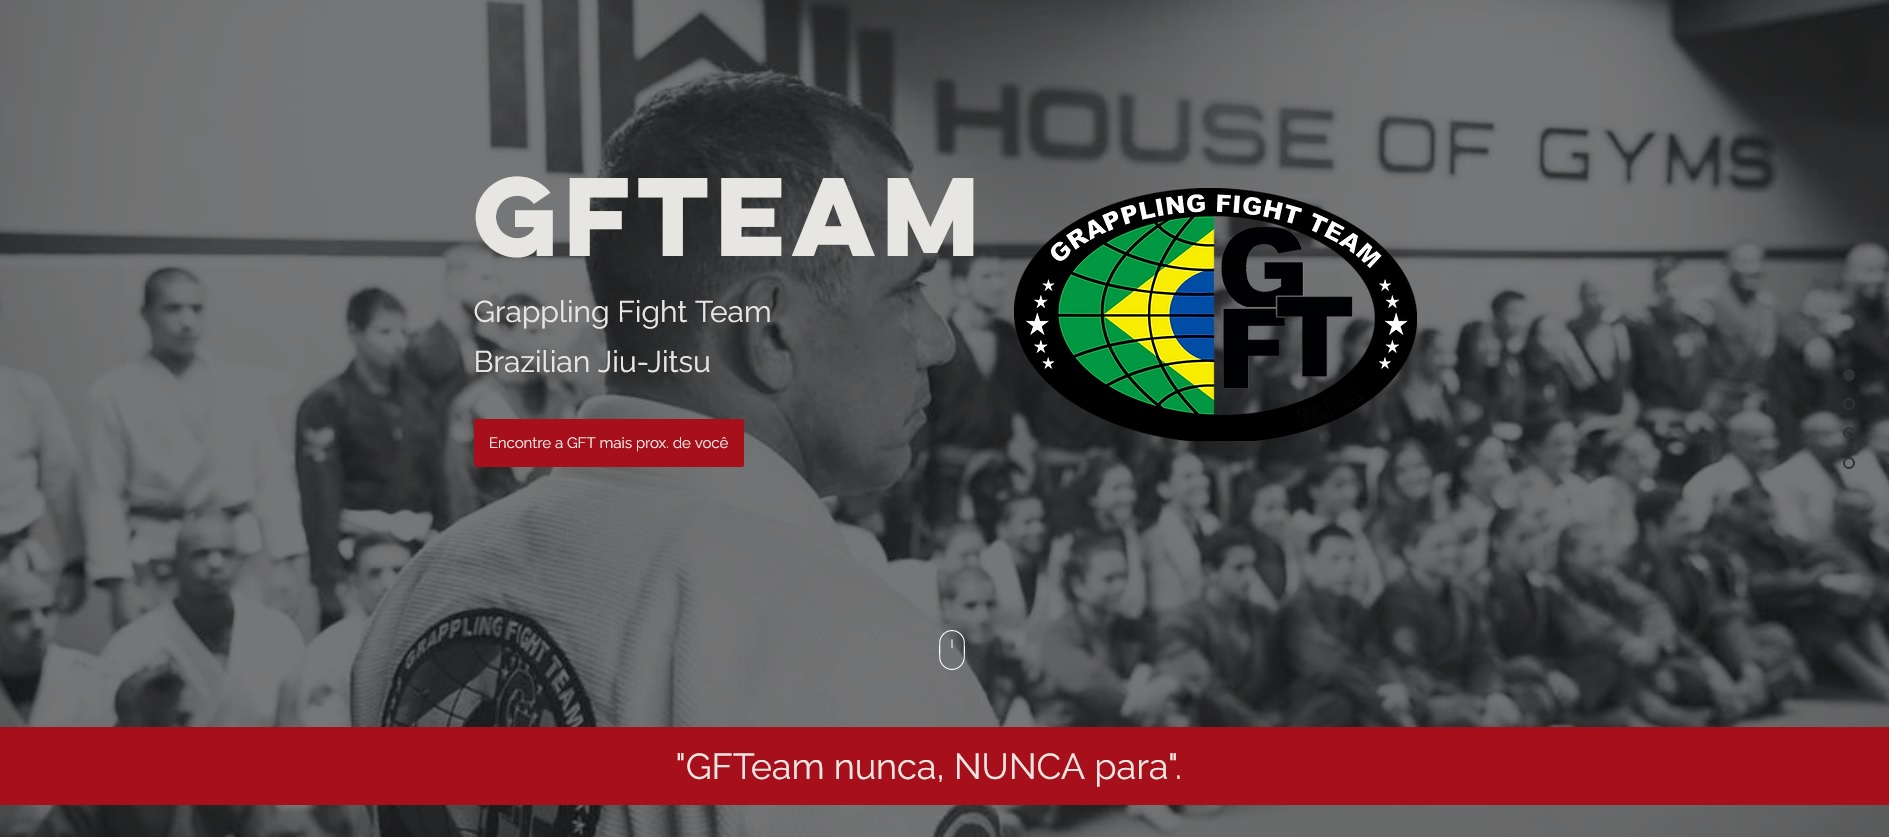 HOUSE OF GYMS
GFTEAM
GRAPPLING FIGHT TEAM
G
FT
Grappling Fight Team
Brazilian Jiu-Jitsu
Encontre a GFT mais prox. de você
GRAPPLING FIGHT TEAM
"GFTeam nunca, NUNCA para".